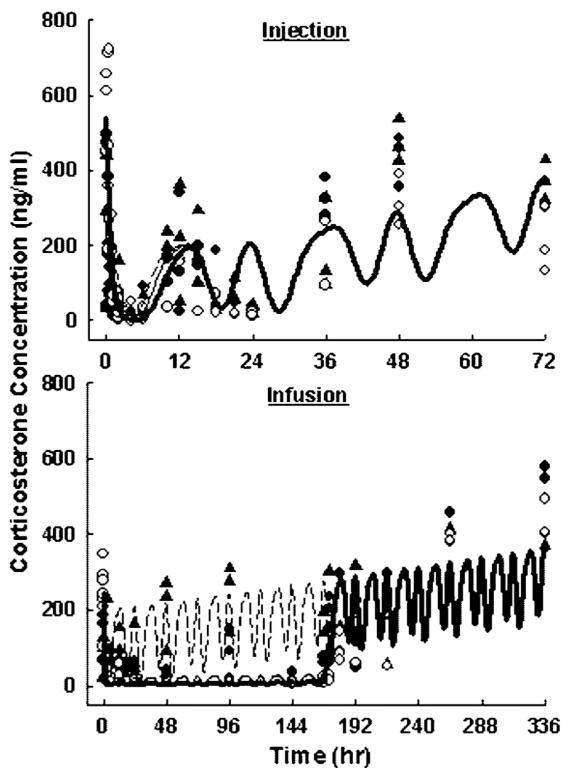 Injection
800
600
400
200
0
0 12 24 36 48 60 72
Corticosterone Concentration (ng/ml)
Infusion
800
600
400
200
0
0 48 96 144 192 240 288 336
Time (hr)